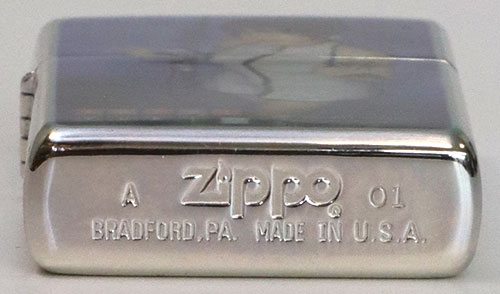 A Zippo® 01
BRADFORD, PA. MADE IN U.S.A.